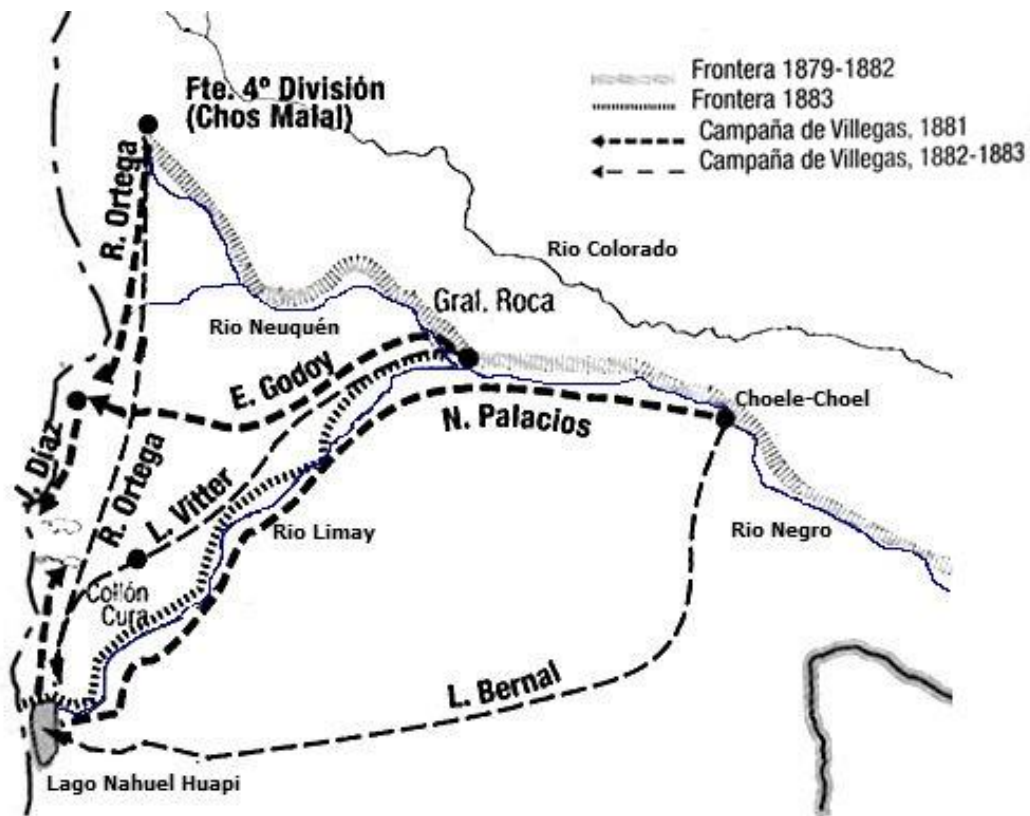 Fte. 4º División
(Chos Malal)
Frontera 1879-1882
Frontera 1883
Campaña de Villegas, 1881
Campaña de Villegas, 1882-1883
R. Ortega
Rio Colorado
Gral. Roca
Rio Neuquén
E. Godoy
Choele-Choel
N. Palacios
J. Díaz
R. Ortega
L. Vitter
Rio Limay
Rio Negro
Collón
Cura
L. Bernal
Lago Nahuel Huapi